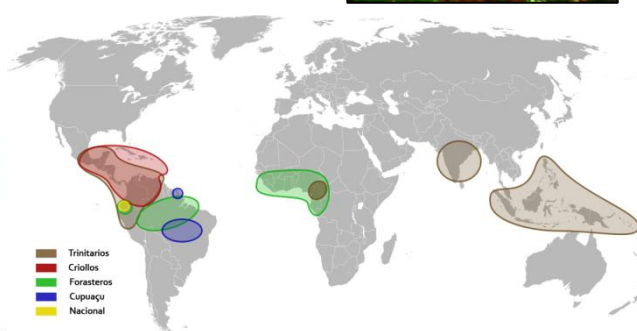 Trinitarios
Criollos
Forasteros
Cupuaçu
Nacional